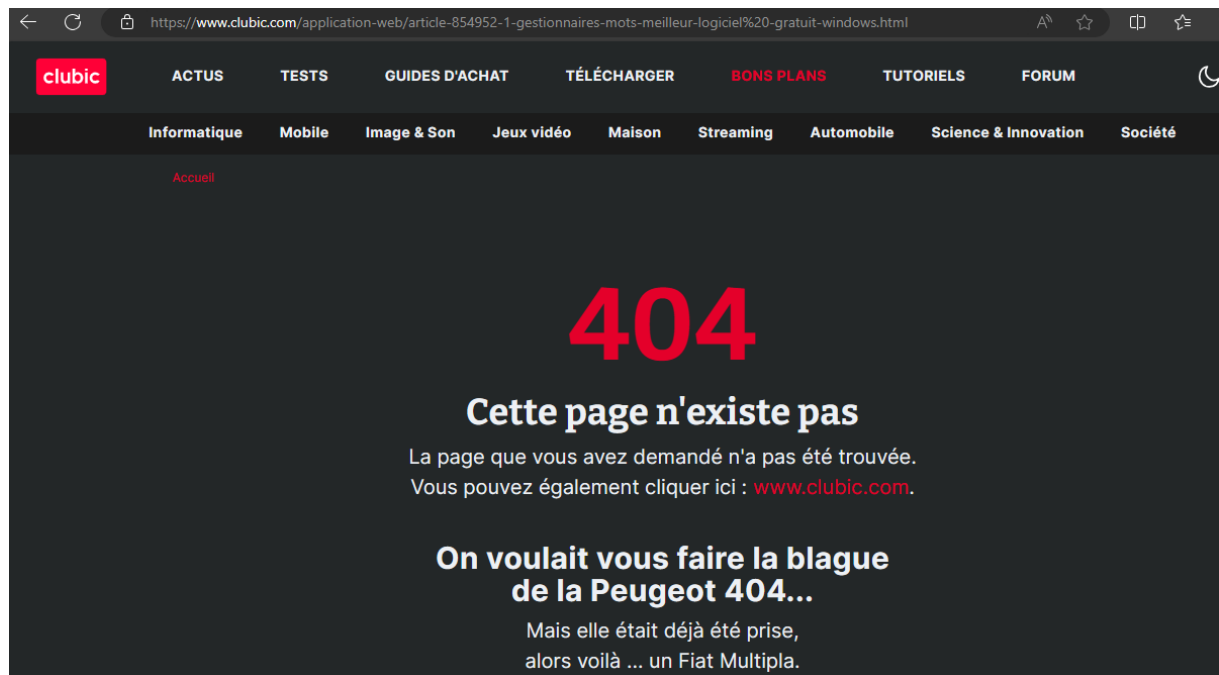 https://www.clubic.com/application-web/article-854952-1-gestionnaires-mots-meilleur-logiciel%20-gratuit-windows.html
clubic ACTUS TESTS GUIDES D'ACHAT TÉLÉCHARGER BONS PLANS TUTORIELS FORUM
Informatique Mobile Image & Son Jeux vidéo Maison Streaming Automobile Science & Innovation Société
Accueil
404
Cette page n'existe pas
La page que vous avez demandé n'a pas été trouvée.
Vous pouvez également cliquer ici : www.clubic.com.
On voulait vous faire la blague
de la Peugeot 404...
Mais elle était déjà été prise,
alors voilà ... un Fiat Multipla.